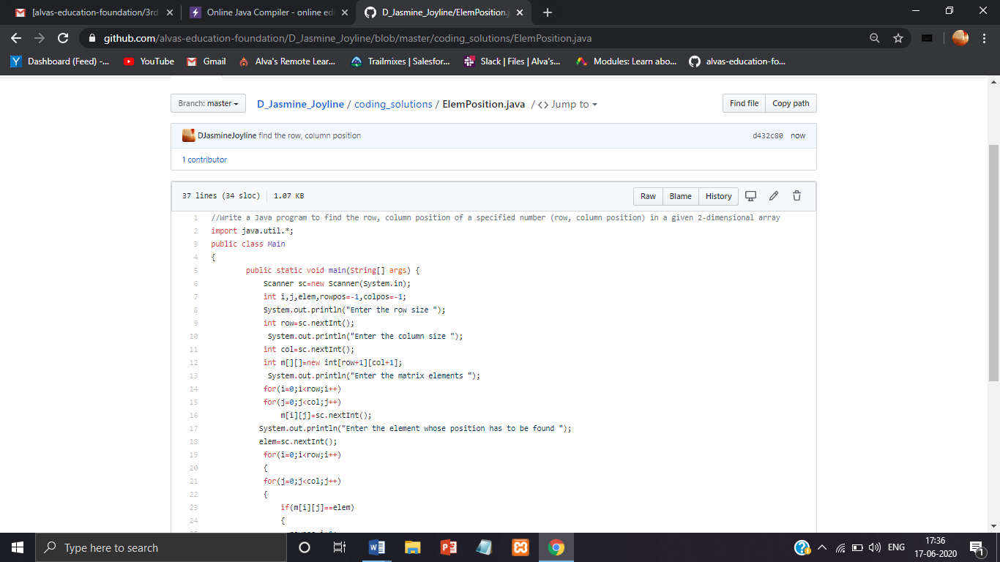 [alvas-education-foundation/3rd
Online Java Compiler - online edi
D_Jasmine_Joyline/ElemPosition.j
github.com/alvas-education-foundation/D_Jasmine_Joyline/blob/master/coding_solutions/ElemPosition.java
Dashboard (Feed) -... YouTube Gmail Alva's Remote Lear... Trailmixes | Salesfor... Slack | Files | Alva's... Modules: Learn abo... alvas-education-fo...
Branch: master D_Jasmine_Joyline / coding_solutions / ElemPosition.java / <> Jump to Find file Copy path
DJasmineJoyline find the row, column position d432c80 now
1 contributor
37 lines (34 sloc) 1.07 KB Raw Blame History
1 //Write a Java program to find the row, column position of a specified number (row, column position) in a given 2-dimensional array
2 import java.util.*;
3 public class Main
4 {
5 public static void main(String[] args) {
6 Scanner sc=new Scanner(System.in);
7 int i,j,elem,rowpos=-1,colpos=-1;
8 System.out.println("Enter the row size ");
9 int row=sc.nextInt();
10 System.out.println("Enter the column size ");
11 int col=sc.nextInt();
12 int m[][]=new int[row+1][col+1];
13 System.out.println("Enter the matrix elements ");
14 for(i=0;i<row;i++)
15 for(j=0;j<col;j++)
16 m[i][j]=sc.nextInt();
17 System.out.println("Enter the element whose position has to be found ");
18 elem=sc.nextInt();
19 for(i=0;i<row;i++)
20 {
21 for(j=0;j<col;j++)
22 {
23 if(m[i][j]==elem)
24 {
Type here to search ENG 17:36
17-06-2020 1